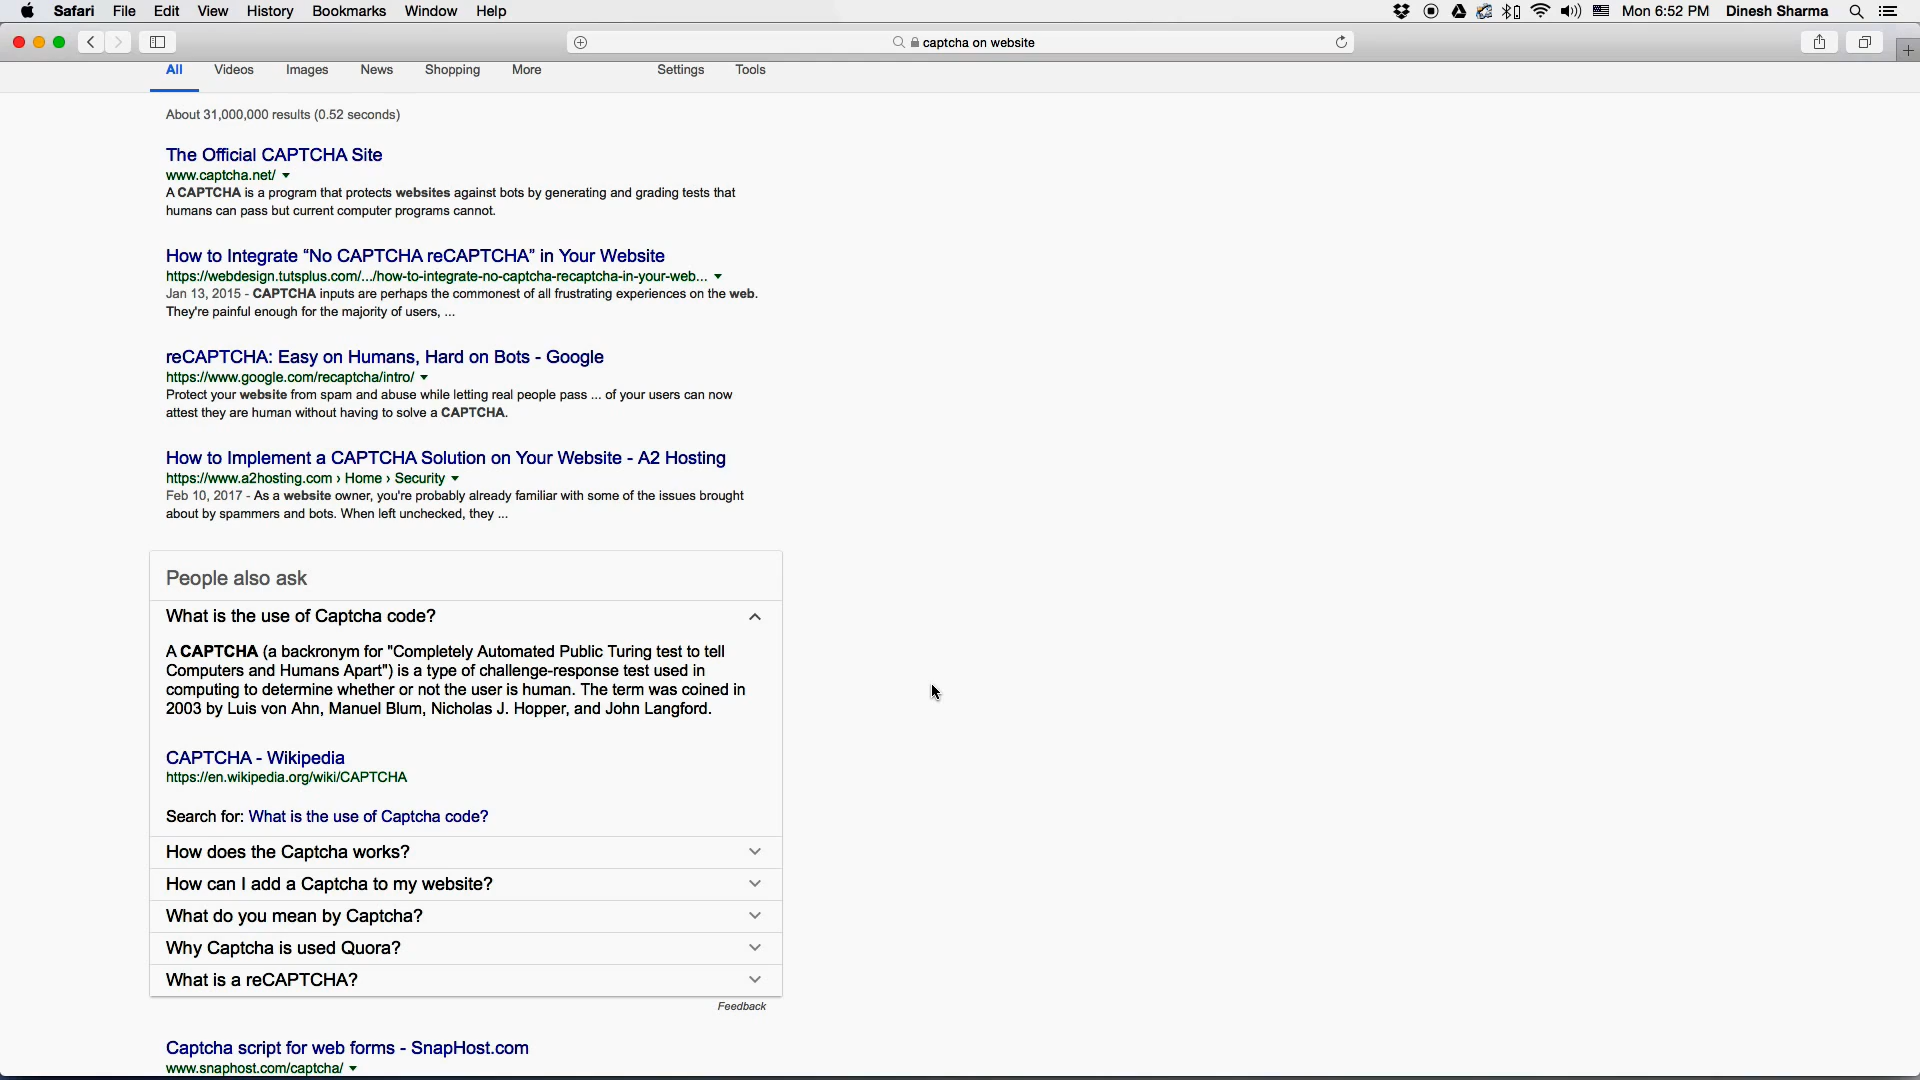 Safari File Edit View History Bookmarks Window Help Mon 6:52 PM Dinesh Sharma
captcha on website
All Videos Images News Shopping More Settings Tools
About 31,000,000 results (0.52 seconds)
The Official CAPTCHA Site
www.captcha.net/
A CAPTCHA is a program that protects websites against bots by generating and grading tests that
humans can pass but current computer programs cannot.
How to Integrate “No CAPTCHA reCAPTCHA” in Your Website
https://webdesign.tutsplus.com/.../how-to-integrate-no-captcha-recaptcha-in-your-web...
Jan 13, 2015 - CAPTCHA inputs are perhaps the commonest of all frustrating experiences on the web.
They're painful enough for the majority of users, ...
reCAPTCHA: Easy on Humans, Hard on Bots - Google
https://www.google.com/recaptcha/intro/
Protect your website from spam and abuse while letting real people pass ... of your users can now
attest they are human without having to solve a CAPTCHA.
How to Implement a CAPTCHA Solution on Your Website - A2 Hosting
https://www.a2hosting.com › Home › Security
Feb 10, 2017 - As a website owner, you're probably already familiar with some of the issues brought
about by spammers and bots. When left unchecked, they ...
People also ask
What is the use of Captcha code?
A CAPTCHA (a backronym for "Completely Automated Public Turing test to tell
Computers and Humans Apart") is a type of challenge-response test used in
computing to determine whether or not the user is human. The term was coined in
2003 by Luis von Ahn, Manuel Blum, Nicholas J. Hopper, and John Langford.
CAPTCHA - Wikipedia
https://en.wikipedia.org/wiki/CAPTCHA
Search for: What is the use of Captcha code?
How does the Captcha works?
How can I add a Captcha to my website?
What do you mean by Captcha?
Why Captcha is used Quora?
What is a reCAPTCHA?
Feedback
Captcha script for web forms - SnapHost.com
www.snaphost.com/captcha/